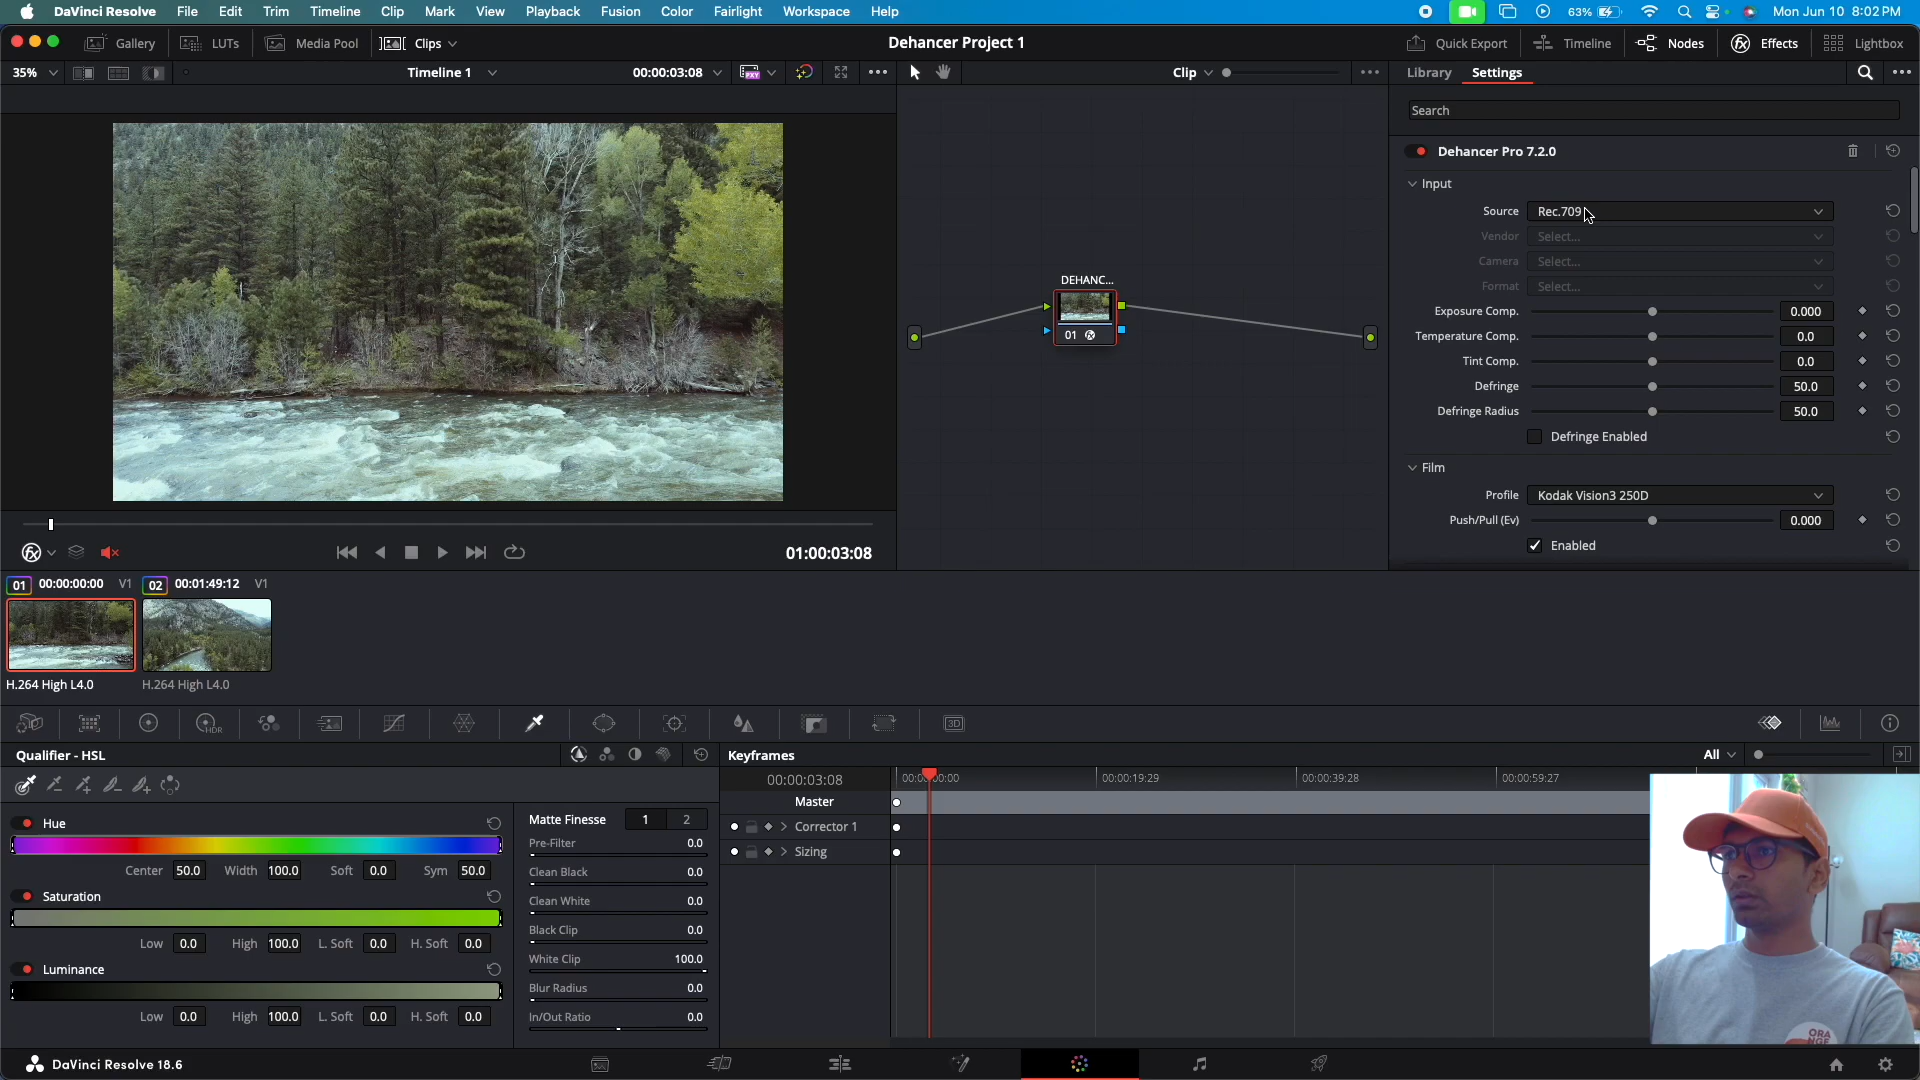 DaVinci Resolve File Edit Trim Timeline Clip Mark View Playback Fusion Color Fairlight Workspace Help 63% Mon Jun 10 8:02 PM
Gallery LUTs Media Pool Clips Dehancer Project 1 Quick Export Timeline Nodes Effects Lightbox
35% Timeline 1 00:00:03:08 PXY Clip Library Settings
Search
Dehancer Pro 7.2.0
Input
Source Rec.709
Vendor Select...
Camera Select...
Format Select...
Exposure Comp. 0.000
Temperature Comp. 0.0
Tint Comp. 0.0
Defringe 50.0
Defringe Radius 50.0
Defringe Enabled
Film
Profile Kodak Vision3 250D
Push/Pull (Ev) 0.000
Enabled
DEHANC...
01
01:00:03:08
01 00:00:00:00 V1 02 00:01:49:12 V1
H.264 High L4.0 H.264 High L4.0
HDR 3D
Qualifier - HSL
Hue
Center 50.0 Width 100.0 Soft 0.0 Sym 50.0
Saturation
Low 0.0 High 100.0 L. Soft 0.0 H. Soft 0.0
Luminance
Low 0.0 High 100.0 L. Soft 0.0 H. Soft 0.0
Matte Finesse 1 2
Pre-Filter 0.0
Clean Black 0.0
Clean White 0.0
Black Clip 0.0
White Clip 100.0
Blur Radius 0.0
In/Out Ratio 0.0
Keyframes All
00:00:03:08 00:00:19:29 00:00:39:28 00:00:59:27
Master
Corrector 1
Sizing
ORA
NGE
DaVinci Resolve 18.6